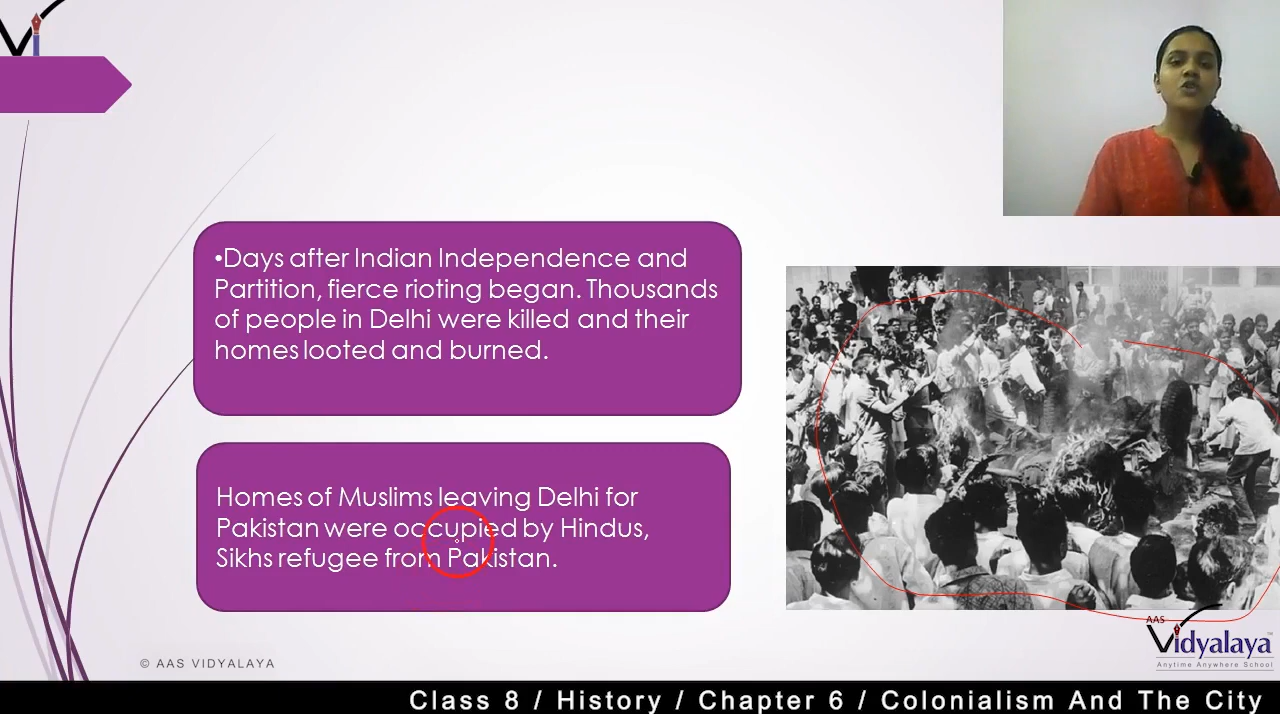 •Days after Indian Independence and
Partition, fierce rioting began. Thousands
of people in Delhi were killed and their
homes looted and burned.
Homes of Muslims leaving Delhi for
Pakistan were occupied by Hindus,
Sikhs refugee from Pakistan.
AAS
Vidyalaya™
Anytime Anywhere School
© AAS VIDYALAYA
Class 8 / History / Chapter 6 / Colonialism And The City